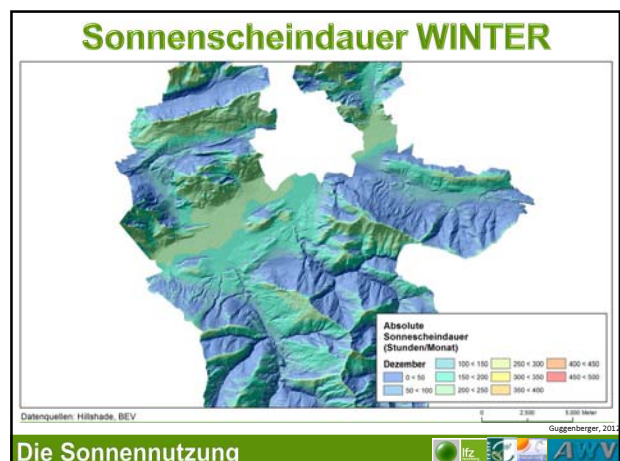 Sonnenscheindauer WINTER
Absolute
Sonnescheindauer
(Stunden/Monat)
Dezember
0 < 50
50 < 100
100 < 150
150 < 200
200 < 250
250 < 300
300 < 350
350 < 400
400 < 450
450 < 500
Datenquellen: Hillshade, BEV
0 2.500 5.000 Meter
Guggenberger, 2012
Die Sonnennutzung
lfz
AWV